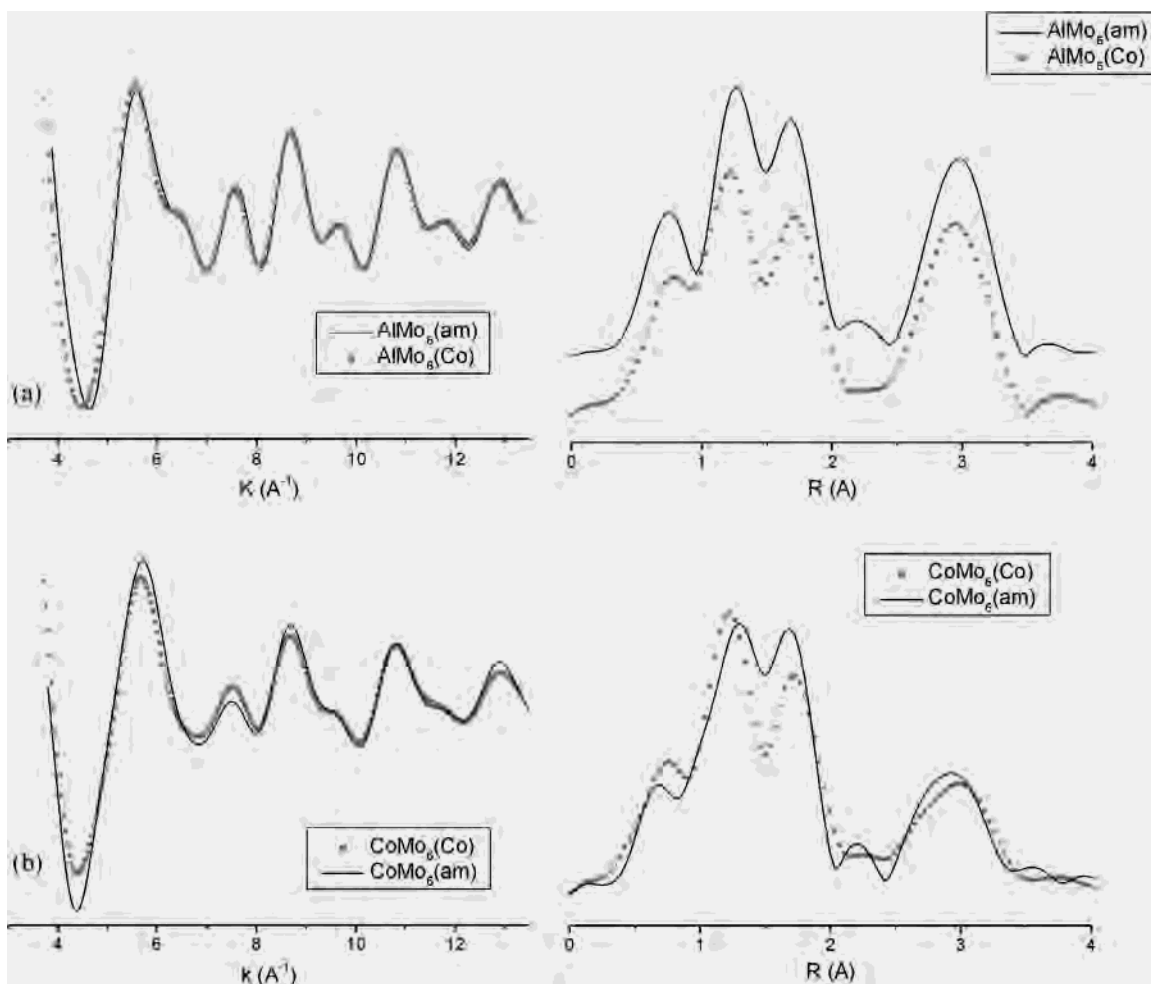 AlMo₆(am)
AlMo₆(Co)
AlMo₆(am)
AlMo₆(Co)
(a)
4 6 8 10 12
K (A⁻¹)
0 1 2 3 4
R (A)
CoMo₆(Co)
CoMo₆(am)
CoMo₆(Co)
CoMo₆(am)
(b)
4 6 8 10 12
k (A⁻¹)
0 1 2 3 4
R (A)